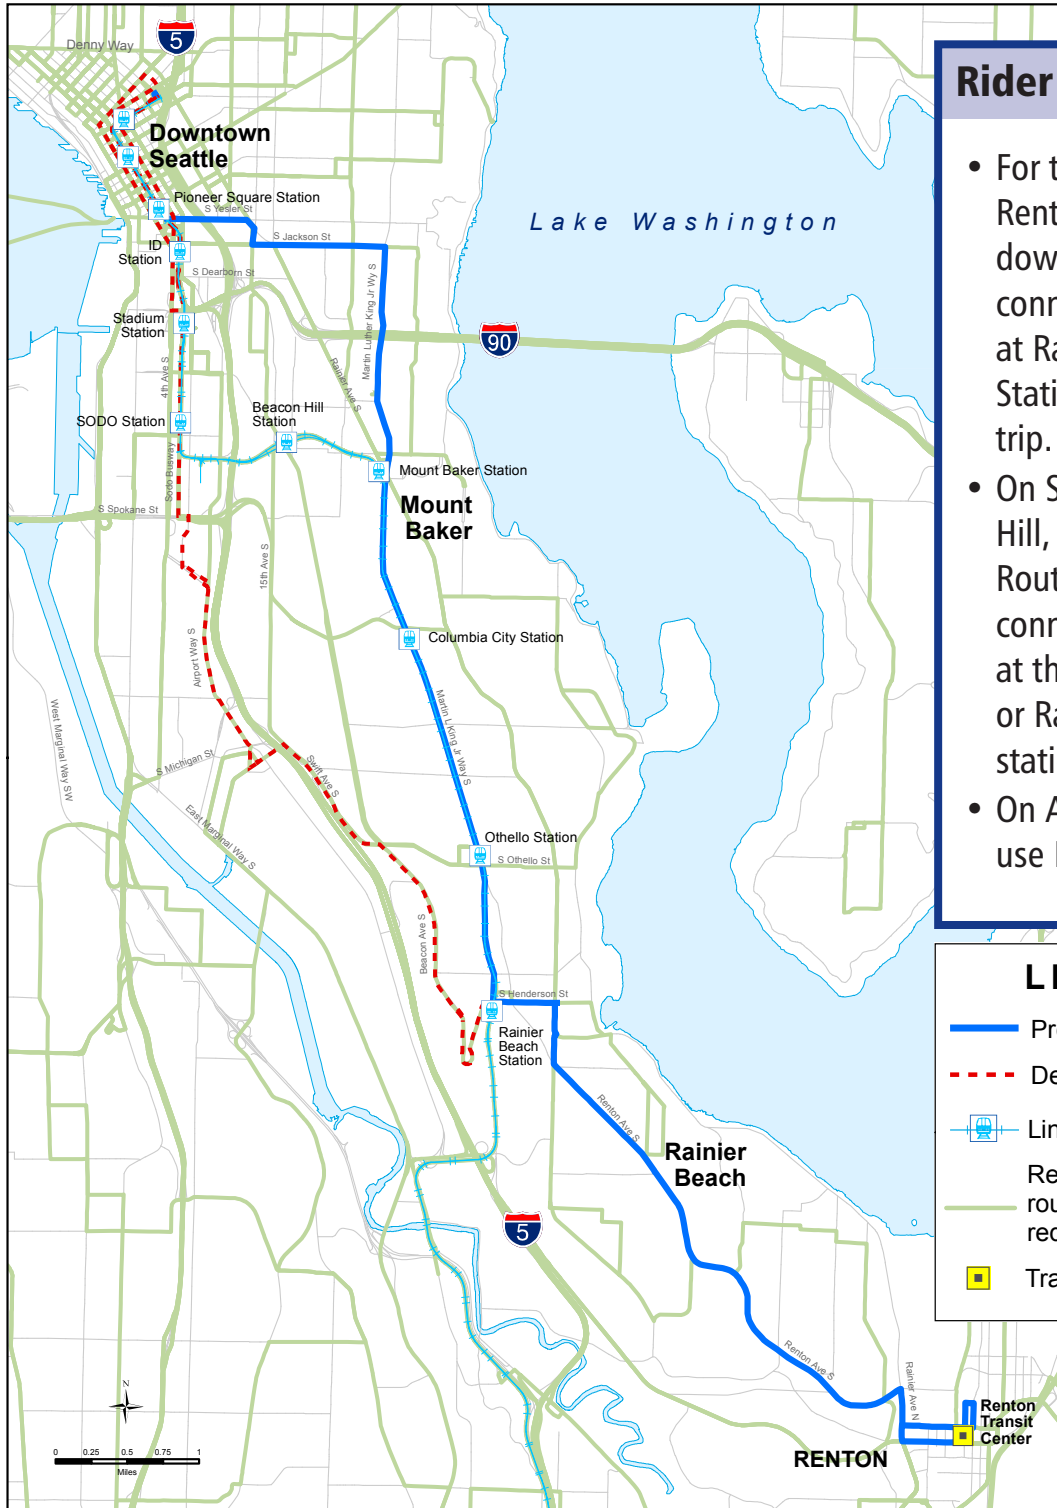 Denny Way
5
Downtown
Seattle
Pioneer Square Station
S Yesler St
S Jackson St
ID
Station
S Dearborn St
Stadium
Station
4th Ave S
Rainier Ave S
Martin Luther King Jr Wy S
Lake Washington
90
SODO Station
Beacon Hill
Station
Mount Baker Station
Mount
Baker
Sodo Busway
S Spokane St
15th Ave S
Columbia City Station
Airport Way S
Martin L King Jr Way S
West Marginal Way SW
S Michigan St
Swift Ave S
East Marginal Way S
Othello Station
S Othello St
Beacon Ave S
S Henderson St
Rainier
Beach
Station
Renton Ave S
Rainier
Beach
5
Renton Ave S
Rainier Ave N
Renton
Transit
Center
RENTON
N
0 0.25 0.5 0.75 1
Miles
Rider
• For t
Rent
dow
conn
at Ra
Stati
trip.
• On S
Hill,
Rout
conn
at th
or Ra
stati
• On A
use
L
Pr
De
Lin
Re
rou
rec
Tra